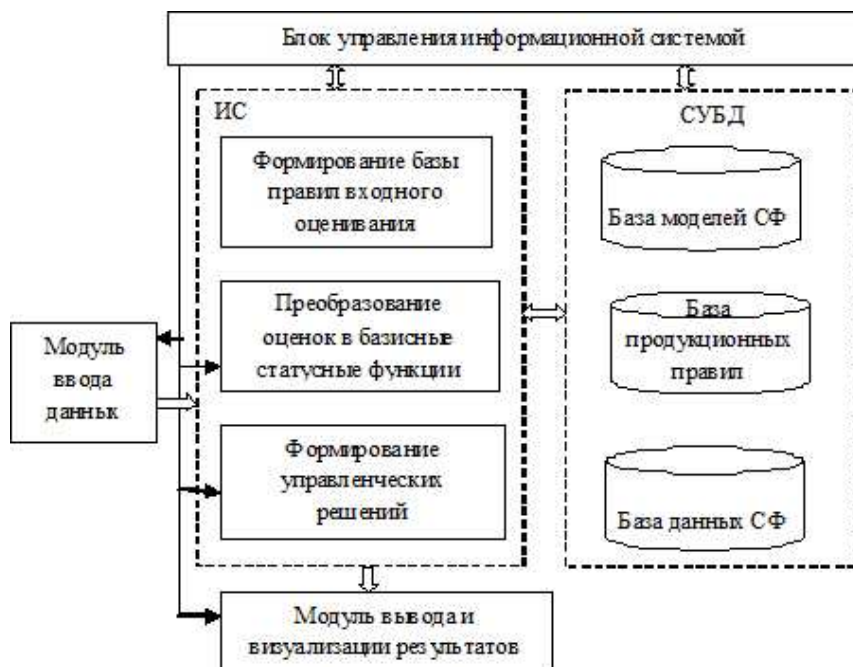 Блок управления информационной системой
ИС
Формирование базы
правил входного
оценивания
Преобразование
оценок в базисные
статусные функции
Формирование
управленческих
решений
СУБД
База моделей СФ
База
продукционных
правил
База данных СФ
Модуль
ввода
данных
Модуль вывода и
визуализации результатов